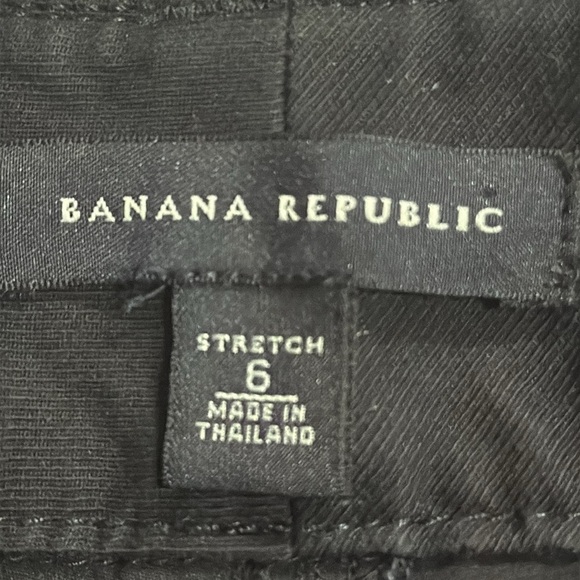 BANANA REPUBLIC
STRETCH
6
MADE IN
THAILAND